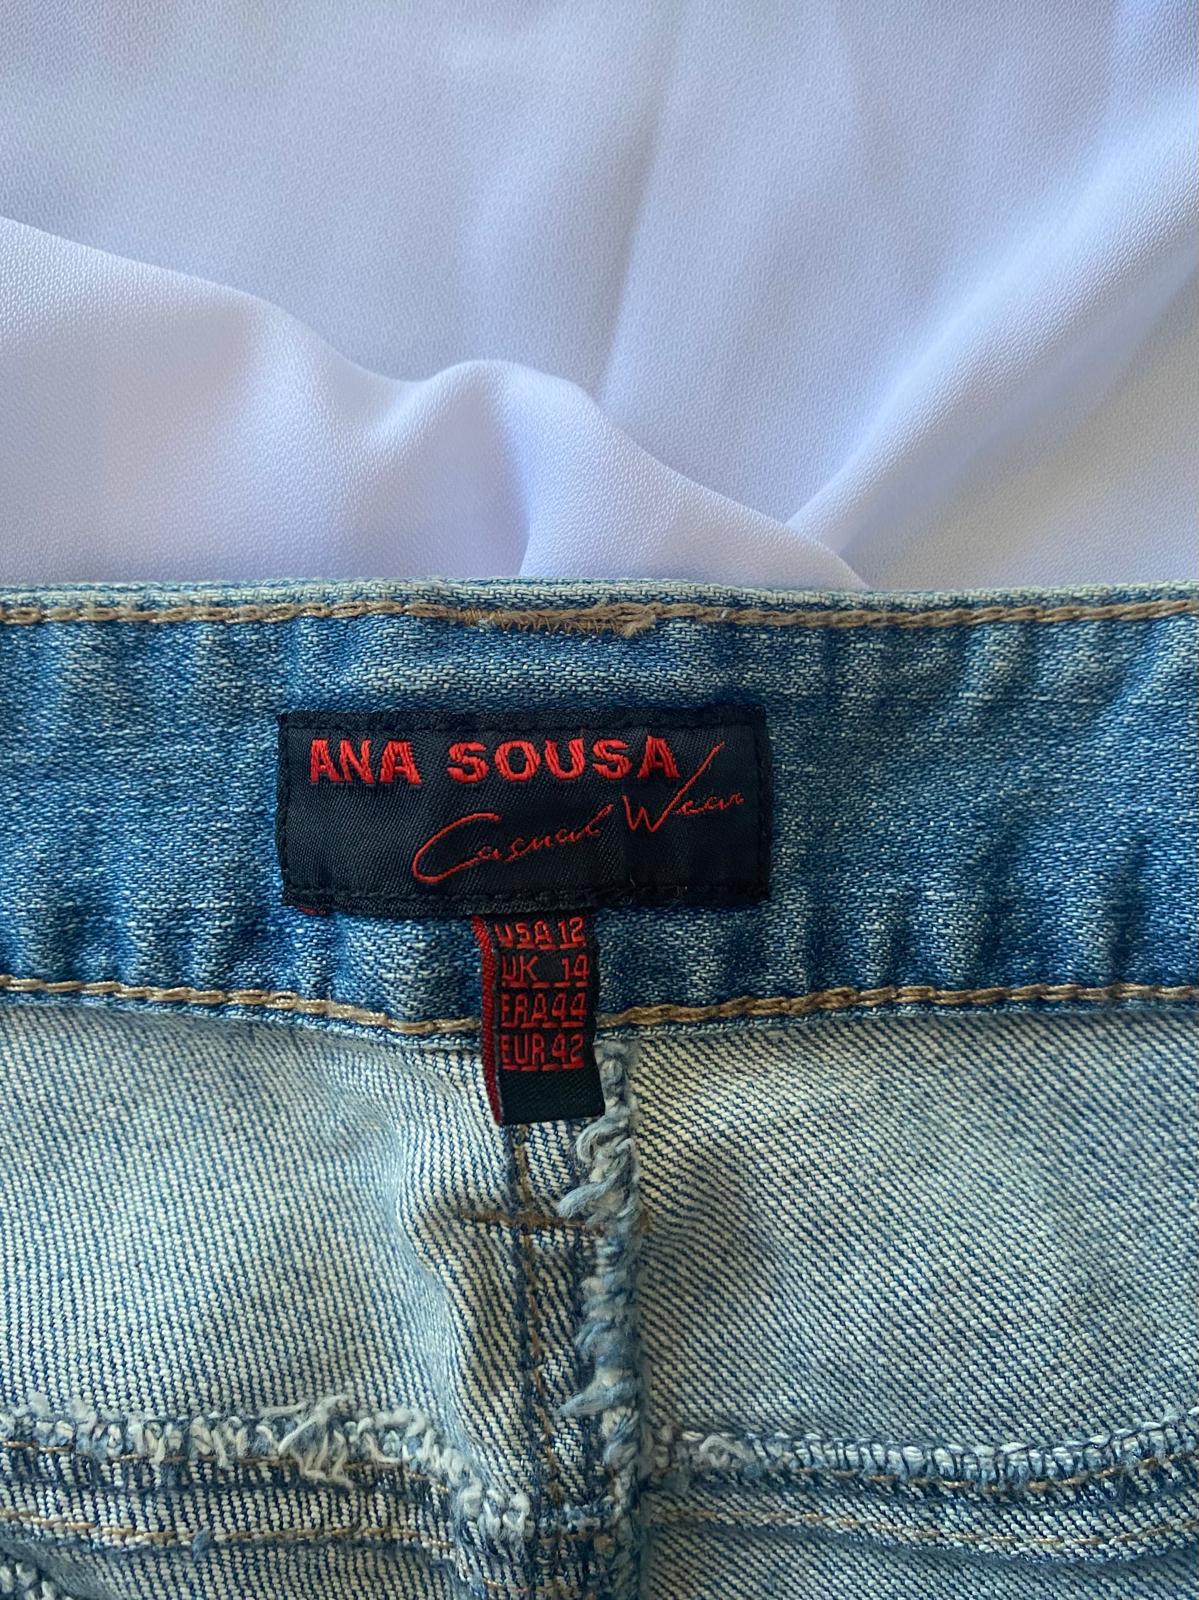 ANA SOUSA
Casual Wear
USA 12
UK 14
FRA 44
EUR 42